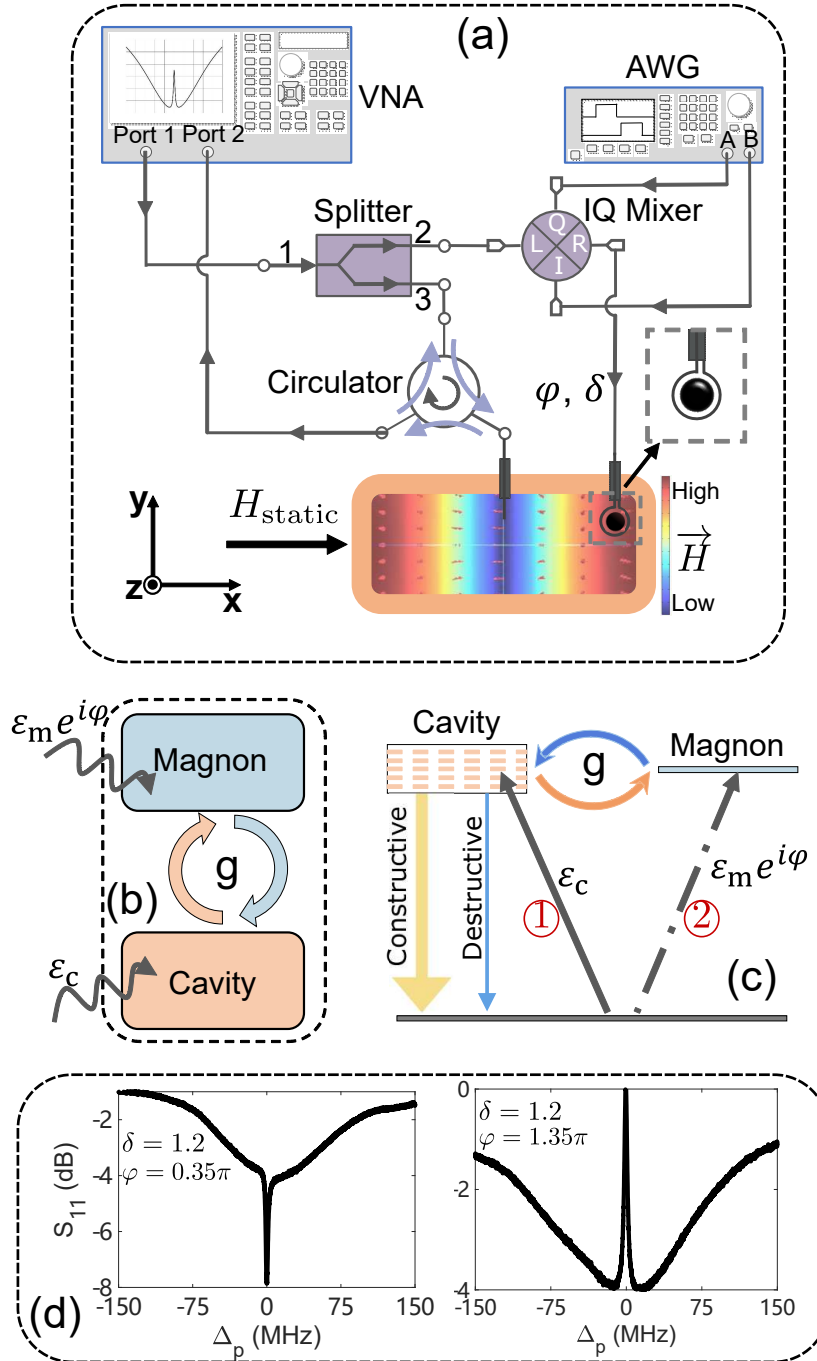 (a)
VNA
Port 1 Port 2
AWG
A B
IQ Mixer
Q
L R
I
Splitter
1
2
3
Circulator
φ, δ
H_static
y
z
x
High
H
Low
ε_m e^{iφ}
Magnon
g
(b)
ε_c
Cavity
Cavity
g
Magnon
Constructive
Destructive
ε_c
①
ε_m e^{iφ}
②
(c)
S_11 (dB)
-2
-4
-6
-8
δ = 1.2
φ = 0.35π
-150 -75 0 75 150
Δ_p (MHz)
0
-2
-4
δ = 1.2
φ = 1.35π
-150 -75 0 75 150
Δ_p (MHz)
(d)